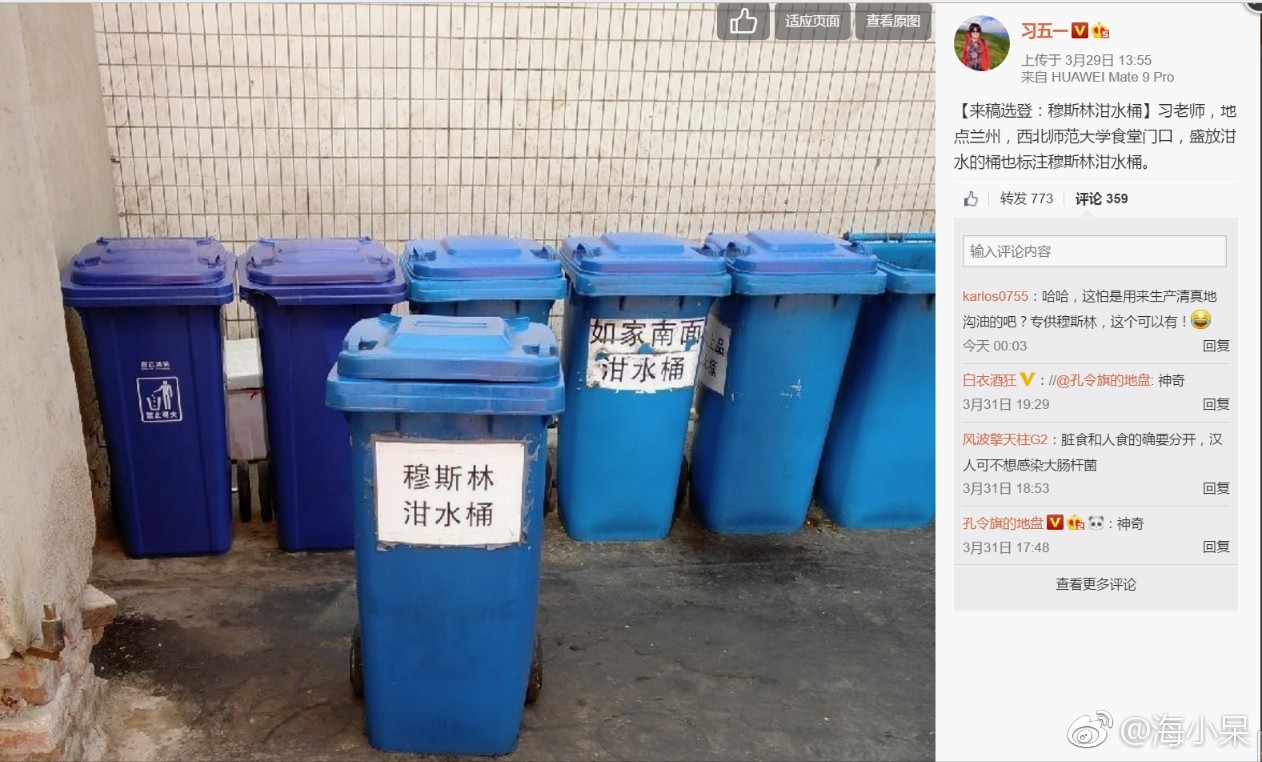 适应页面
查看原图
如家南面
泔水桶
上品
禁止明火
穆斯林
泔水桶
习五一
上传于 3月29日 13:55
来自 HUAWEI Mate 9 Pro
【来稿选登：穆斯林泔水桶】习老师，地
点兰州，西北师范大学食堂门口，盛放泔
水的桶也标注穆斯林泔水桶。
转发 773
评论 359
输入评论内容
karlos0755：哈哈，这怕是用来生产清真地
沟油的吧？专供穆斯林，这个可以有！😂
今天 00:03
回复
白衣酒狂：//@孔令旗的地盘: 神奇
3月31日 19:29
回复
风波擎天柱G2：脏食和人食的确要分开，汉
人可不想感染大肠杆菌
3月31日 18:53
回复
孔令旗的地盘：神奇
3月31日 17:48
回复
查看更多评论
@海小呆